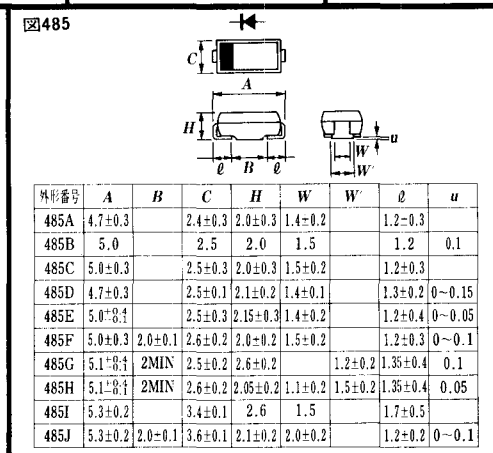 図485
C
A
H
u
W
ℓ B ℓ
W'
外形番号 A B C H W W' ℓ u
485A 4.7±0.3 2.4±0.3 2.0±0.3 1.4±0.2 1.2±0.3
485B 5.0 2.5 2.0 1.5 1.2 0.1
485C 5.0±0.3 2.5±0.3 2.0±0.3 1.5±0.2 1.2±0.3
485D 4.7±0.3 2.5±0.1 2.1±0.2 1.4±0.1 1.3±0.2 0~0.15
485E 5.0+0.4-0.1 2.5±0.3 2.15±0.3 1.4±0.2 1.2±0.4 0~0.05
485F 5.0±0.3 2.0±0.1 2.6±0.2 2.0±0.2 1.5±0.2 1.2±0.3 0~0.1
485G 5.1+0.4-0.1 2MIN 2.5±0.2 2.6±0.2 1.2±0.2 1.35±0.4 0.1
485H 5.1+0.4-0.1 2MIN 2.6±0.2 2.05±0.2 1.1±0.2 1.5±0.2 1.35±0.4 0.05
485I 5.3±0.2 3.4±0.1 2.6 1.5 1.7±0.5
485J 5.3±0.2 2.0±0.1 3.6±0.1 2.1±0.2 2.0±0.2 1.2±0.2 0~0.1